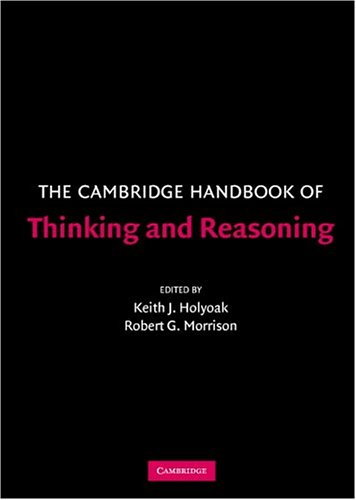 THE CAMBRIDGE HANDBOOK OF
Thinking and Reasoning
EDITED BY
Keith J. Holyoak
Robert G. Morrison
CAMBRIDGE